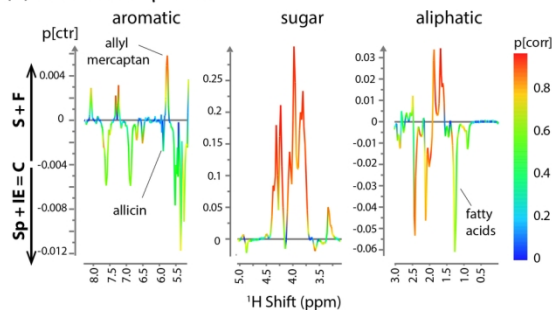 aromatic
sugar
aliphatic
p[ctr]
p[corr]
allyl
mercaptan
allicin
fatty
acids
S + F
Sp + IE = C
0.004
0
-0.004
-0.008
-0.012
8.0 7.5 7.0 6.5 6.0 5.5
0.25
0.2
0.15
0.1
0.05
0
5.0 4.5 4.0 3.5
0.03
0.02
0.01
0
-0.01
-0.02
-0.03
-0.04
-0.05
-0.06
3.0 2.5 2.0 1.5 1.0 0.5
0.8
0.6
0.4
0.2
0
¹H Shift (ppm)